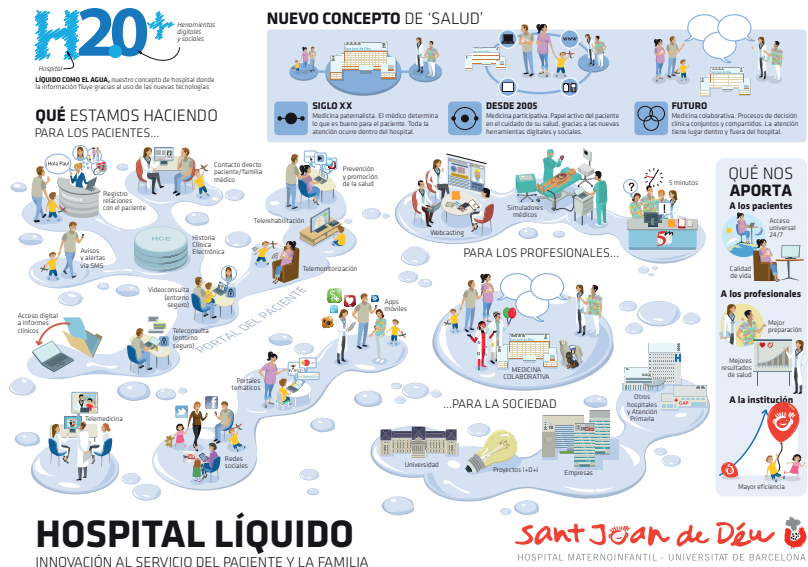 H2.0+
Herramientas
digitales
y sociales
Hospital
LÍQUIDO COMO EL AGUA, nuestro concepto de hospital donde
la información fluye gracias al uso de las nuevas tecnologías
NUEVO CONCEPTO DE ‘SALUD’
WWW
SIGLO XX
Medicina paternalista. El médico determina
lo que es bueno para el paciente. Toda la
atención ocurre dentro del hospital.
DESDE 2005
Medicina participativa. Papel activo del paciente
en el cuidado de su salud, gracias a las nuevas
herramientas digitales y sociales.
FUTURO
Medicina colaborativa. Procesos de decisión
clínica conjuntos y compartidos. La atención
tiene lugar dentro y fuera del hospital.
QUÉ ESTAMOS HACIENDO
PARA LOS PACIENTES...
Hola Pau!
Registro
relaciones
con el paciente
Contacto directo
paciente/familia
médico
Prevención
y promoción
de la salud
Avisos
y alertas
vía SMS
HCE
Historia
Clínica
Electrónica
Telerehabilitación
Telemonitorización
Videoconsulta
(entorno
seguro)
Acceso digital
a informes
clínicos
Teleconsulta
(entorno
seguro)
PORTAL DEL PACIENTE
Apps
móviles
Portales
temáticos
Telemedicina
Redes
sociales
Webcasting
Simuladores
médicos
?
!
5 minutos
5m
PARA LOS PROFESIONALES...
MEDICINA
COLABORATIVA
...PARA LA SOCIEDAD
H
CAP
Otros
hospitales
y Atención
Primaria
Universidad
Proyectos I+D+i
Empresas
QUÉ NOS
APORTA
A los pacientes
Acceso
universal
24/7
Calidad
de vida
A los profesionales
Mejor
preparación
Mejores
resultados
de salud
A la institución
Mayor eficiencia
HOSPITAL LÍQUIDO
INNOVACIÓN AL SERVICIO DEL PACIENTE Y LA FAMILIA
Sant Joan de Déu
HOSPITAL MATERNOINFANTIL - UNIVERSITAT DE BARCELONA